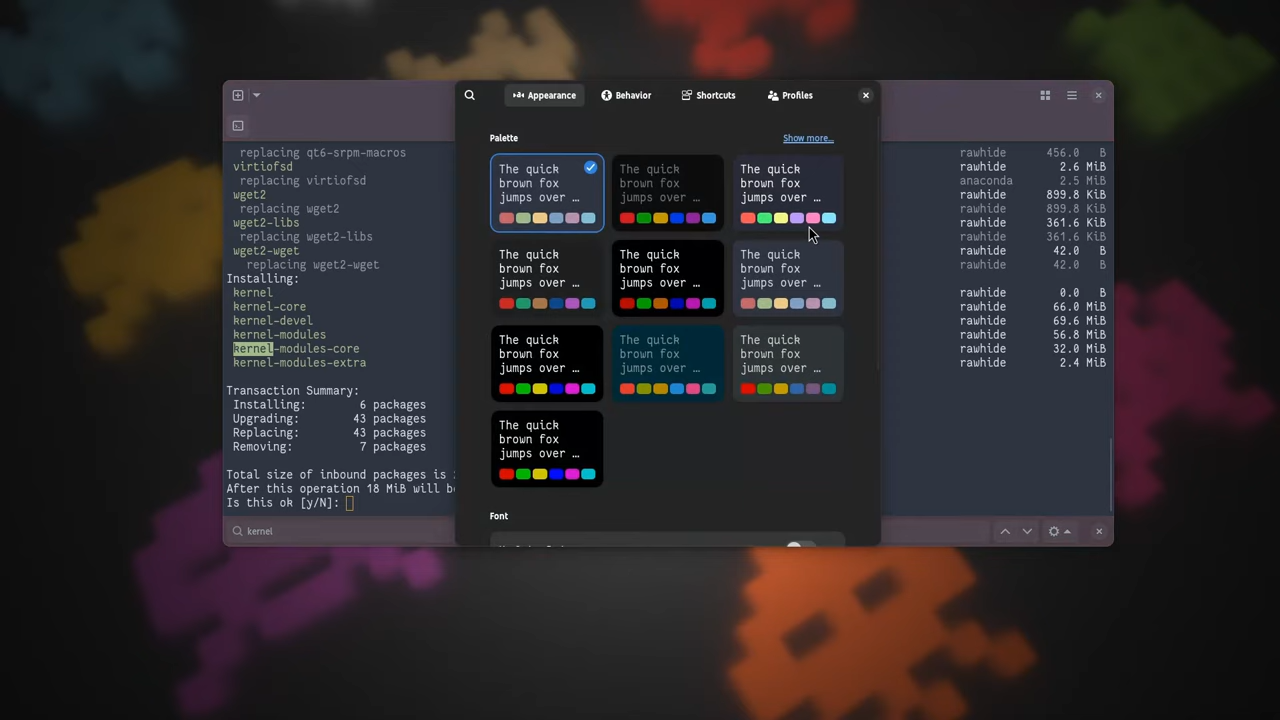 Appearance
Behavior
Shortcuts
Profiles
replacing qt6-srpm-macros rawhide 456.0 B
virtiofsd rawhide 2.6 MiB
replacing virtiofsd anaconda 2.5 MiB
wget2 rawhide 899.8 KiB
replacing wget2 rawhide 899.8 KiB
wget2-libs rawhide 361.6 KiB
replacing wget2-libs rawhide 361.6 KiB
wget2-wget rawhide 42.0 B
replacing wget2-wget rawhide 42.0 B
Installing:
kernel rawhide 0.0 B
kernel-core rawhide 66.0 MiB
kernel-devel rawhide 69.6 MiB
kernel-modules rawhide 56.8 MiB
kernel-modules-core rawhide 32.0 MiB
kernel-modules-extra rawhide 2.4 MiB
Transaction Summary:
Installing: 6 packages
Upgrading: 43 packages
Replacing: 43 packages
Removing: 7 packages
Total size of inbound packages is
After this operation 18 MiB will
Is this ok [y/N]:
kernel
Palette
Show more...
The quick
brown fox
jumps over ...
The quick
brown fox
jumps over ...
The quick
brown fox
jumps over ...
The quick
brown fox
jumps over ...
The quick
brown fox
jumps over ...
The quick
brown fox
jumps over ...
The quick
brown fox
jumps over ...
The quick
brown fox
jumps over ...
The quick
brown fox
jumps over ...
The quick
brown fox
jumps over ...
Font